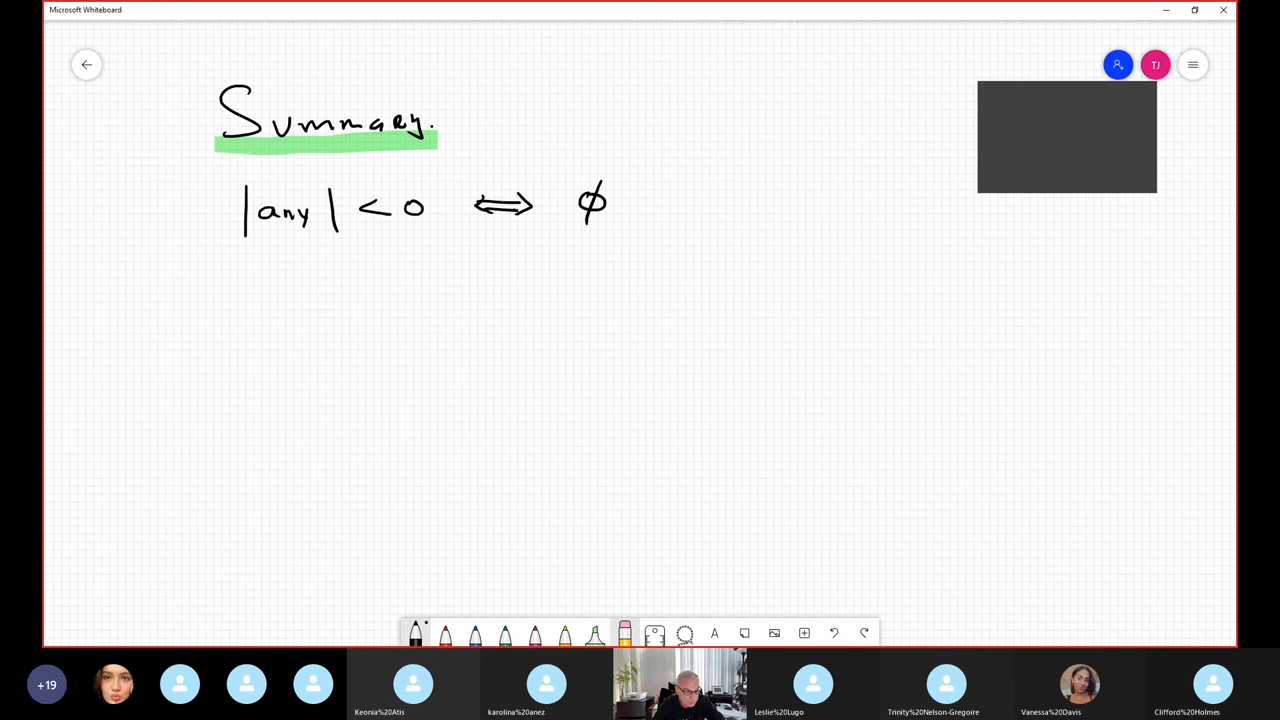 Microsoft Whiteboard
TJ
Summary.
|any| < 0 ⟺ ϕ
A
+19
Keonia%20Atis
karolina%20anez
Leslie%20Lugo
Trinity%20Nelson-Gregoire
Vanessa%20Davis
Clifford%20Holmes